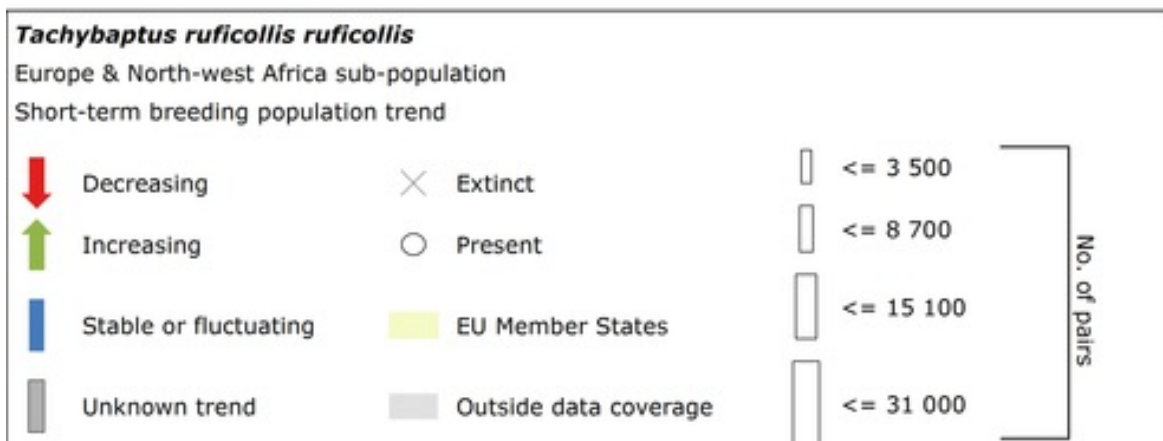 Tachybaptus ruficollis ruficollis
Europe & North-west Africa sub-population
Short-term breeding population trend
Decreasing
Increasing
Stable or fluctuating
Unknown trend
Extinct
Present
EU Member States
Outside data coverage
<= 3 500
<= 8 700
<= 15 100
<= 31 000
No. of pairs